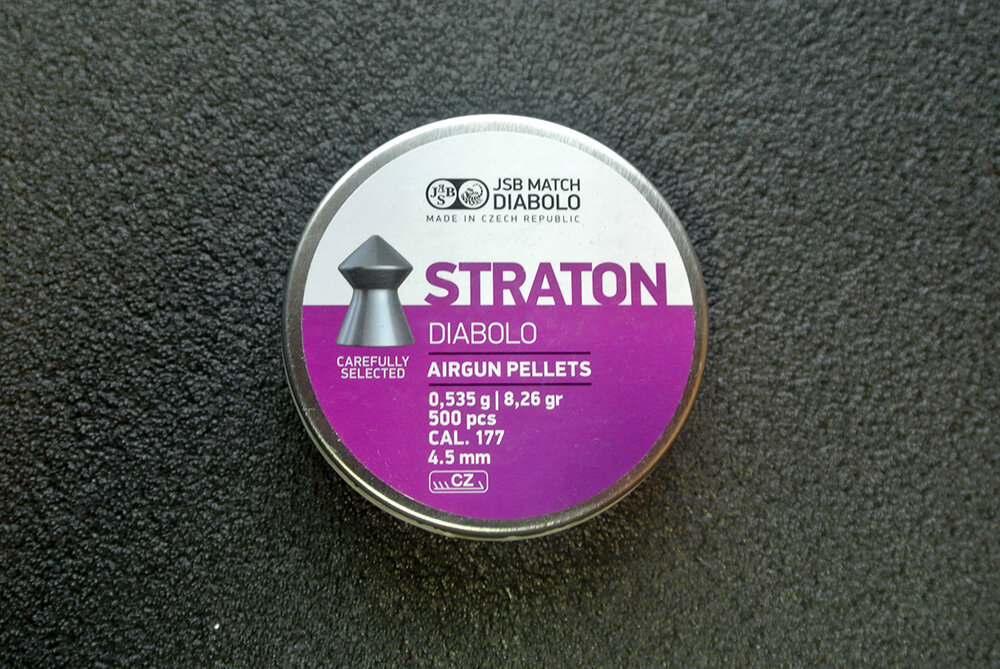 JSB
JSB MATCH
DIABOLO
MADE IN CZECH REPUBLIC
STRATON
DIABOLO
CAREFULLY
SELECTED
AIRGUN PELLETS
0,535 g | 8,26 gr
500 pcs
CAL. 177
4.5 mm
CZ